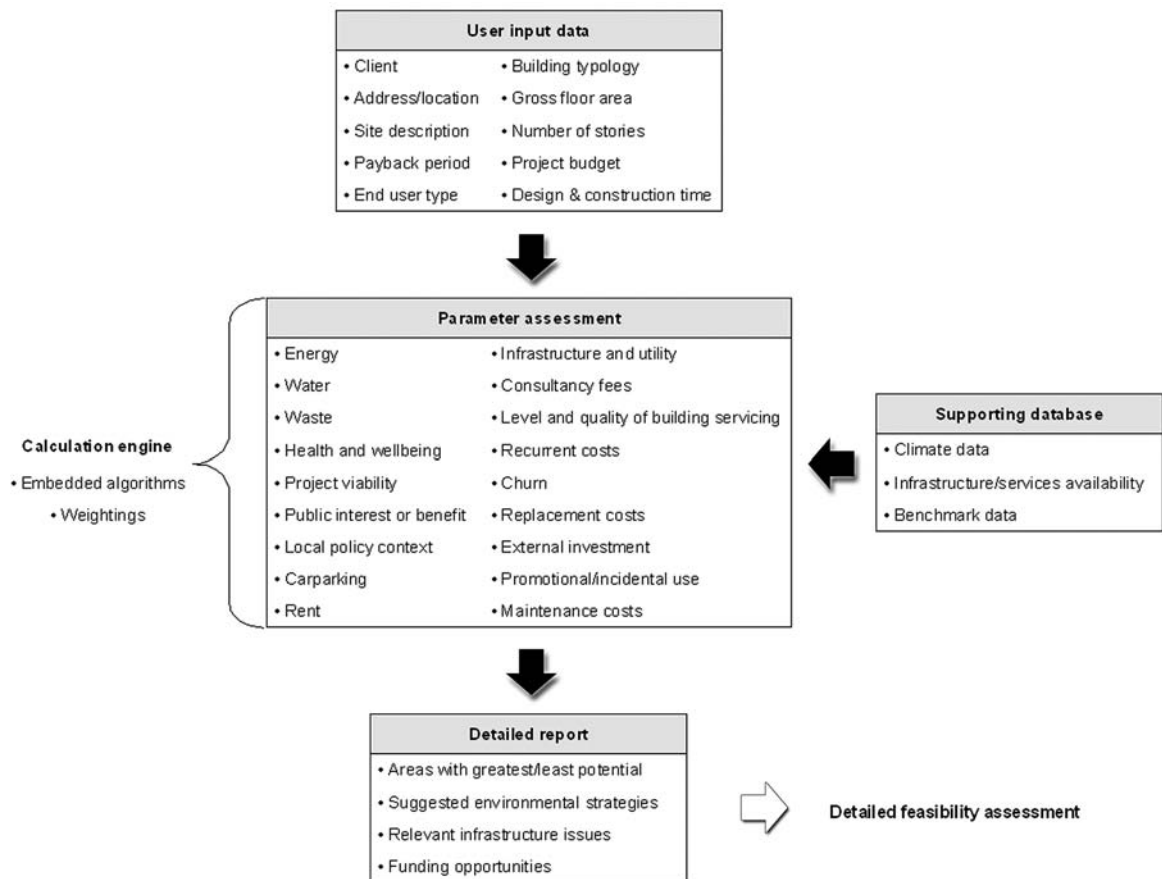 User input data
• Client
• Building typology
• Address/location
• Gross floor area
• Site description
• Number of stories
• Payback period
• Project budget
• End user type
• Design & construction time
Parameter assessment
• Energy
• Infrastructure and utility
• Water
• Consultancy fees
• Waste
• Level and quality of building servicing
• Health and wellbeing
• Recurrent costs
• Project viability
• Churn
• Public interest or benefit
• Replacement costs
• Local policy context
• External investment
• Carparking
• Promotional/incidental use
• Rent
• Maintenance costs
Calculation engine
• Embedded algorithms
• Weightings
Supporting database
• Climate data
• Infrastructure/services availability
• Benchmark data
Detailed report
• Areas with greatest/least potential
• Suggested environmental strategies
• Relevant infrastructure issues
• Funding opportunities
Detailed feasibility assessment